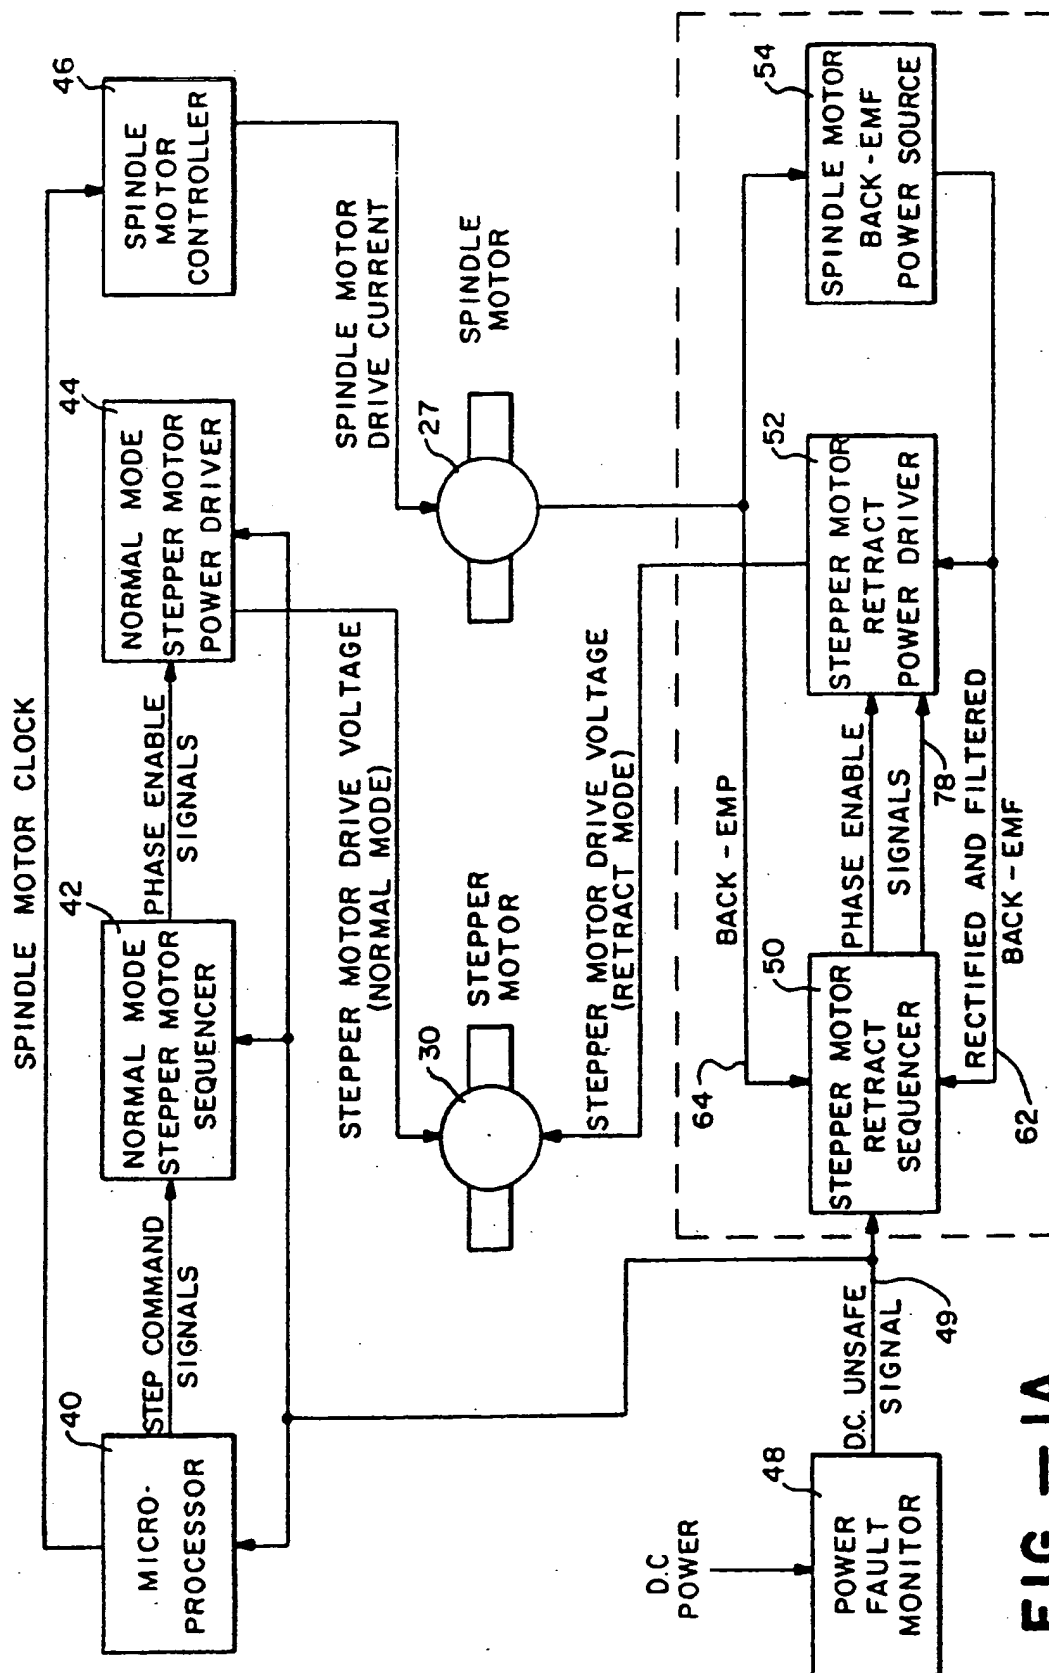 SPINDLE MOTOR CLOCK
40
MICRO-
PROCESSOR
STEP COMMAND
SIGNALS
42
NORMAL MODE
STEPPER MOTOR
SEQUENCER
PHASE ENABLE
SIGNALS
44
NORMAL MODE
STEPPER MOTOR
POWER DRIVER
46
SPINDLE
MOTOR
CONTROLLER
STEPPER MOTOR DRIVE VOLTAGE
(NORMAL MODE)
SPINDLE MOTOR
DRIVE CURRENT
30
STEPPER
MOTOR
27
SPINDLE
MOTOR
STEPPER MOTOR DRIVE VOLTAGE
(RETRACT MODE)
D.C
POWER
64
BACK-EMP
48
POWER
FAULT
MONITOR
D.C. UNSAFE
SIGNAL
49
50
STEPPER MOTOR
RETRACT
SEQUENCER
PHASE ENABLE
SIGNALS
78
52
STEPPER MOTOR
RETRACT
POWER DRIVER
54
SPINDLE MOTOR
BACK-EMF
POWER SOURCE
62
RECTIFIED AND FILTERED
BACK-EMF
FIG.—1A